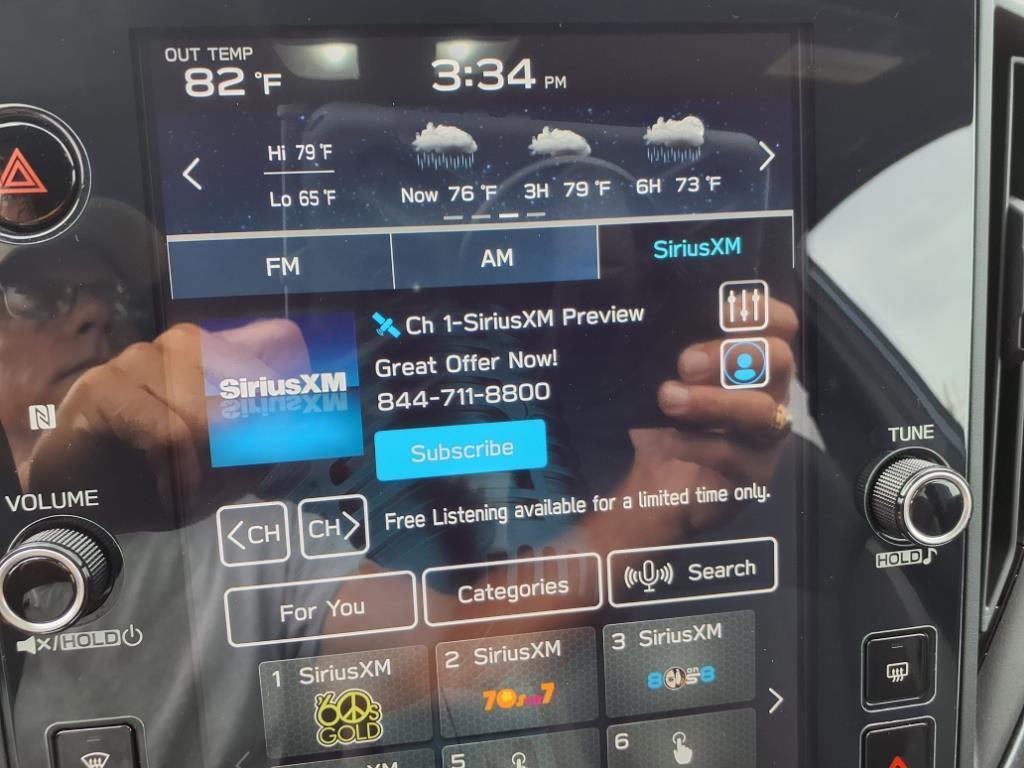 OUT TEMP
82 °F
3:34 PM
Hi 79 °F
Lo 65 °F
Now 76 °F 3H 79 °F 6H 73 °F
FM AM SiriusXM
Ch 1-SiriusXM Preview
Great Offer Now!
844-711-8800
SiriusXM
Subscribe
N
VOLUME
TUNE
HOLD
<CH CH>
Free Listening available for a limited time only.
For You Categories Search
/HOLD
1 SiriusXM
60s GOLD
2 SiriusXM
70s on 7
3 SiriusXM
80s on 8
5
6